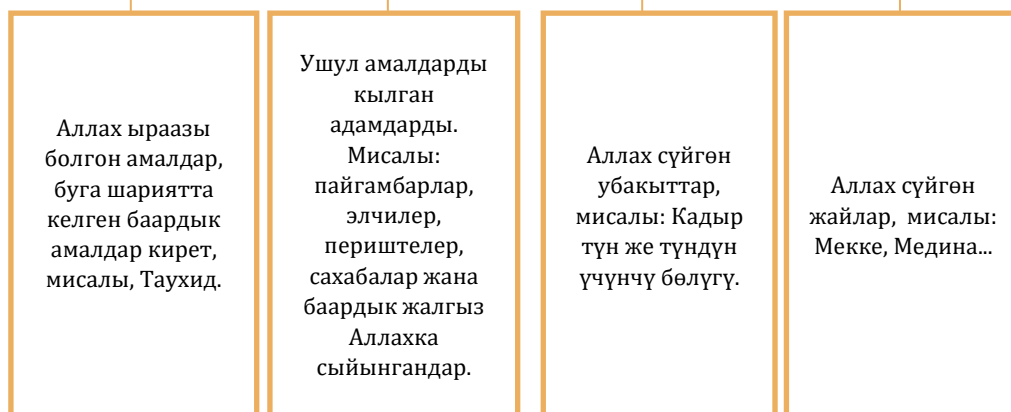 Аллах ыраазы
болгон амалдар,
буга шариятта
келген баардык
амалдар кирет,
мисалы, Таухид.
Ушул амалдарды
кылган
адамдарды.
Мисалы:
пайгамбарлар,
элчилер,
периштелер,
сахабалар жана
баардык жалгыз
Аллахка
сыйынгандар.
Аллах сүйгөн
убакыттар,
мисалы: Кадыр
түн же түндүн
үчүнчү бөлүгү.
Аллах сүйгөн
жайлар, мисалы:
Мекке, Медина...